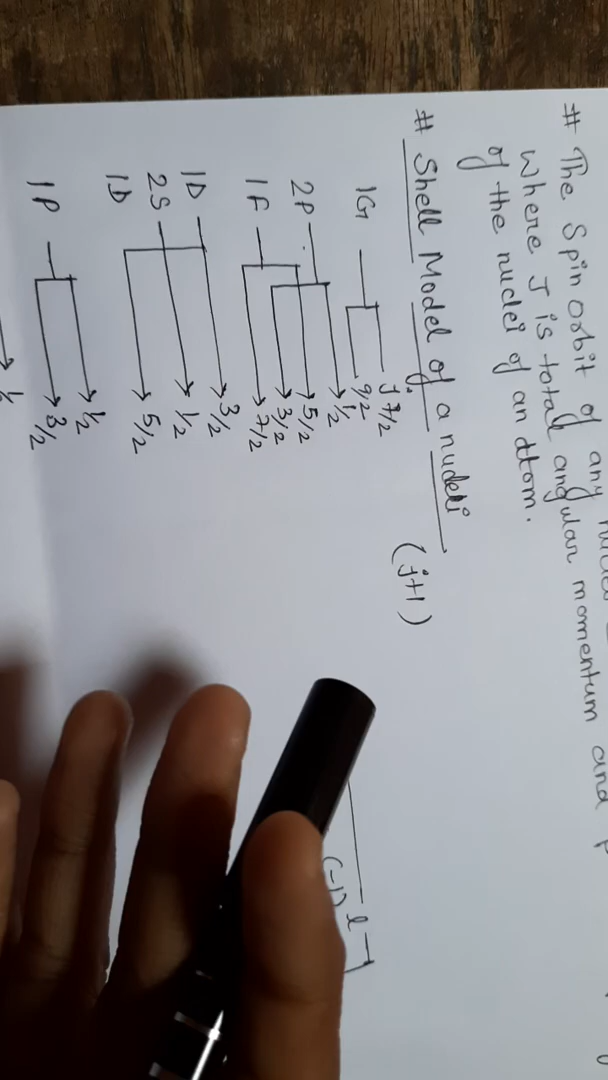 # The Spin orbit of any
where J is total angular momentum and P
of the nuclei of an atom.
# Shell Model of a nucleii
(j+1)
J 7/2
1G
9/2
1/2
2P
5/2
3/2
1F
7/2
3/2
1D
2S
1/2
1D
5/2
1/2
1P
3/2
(-1) l